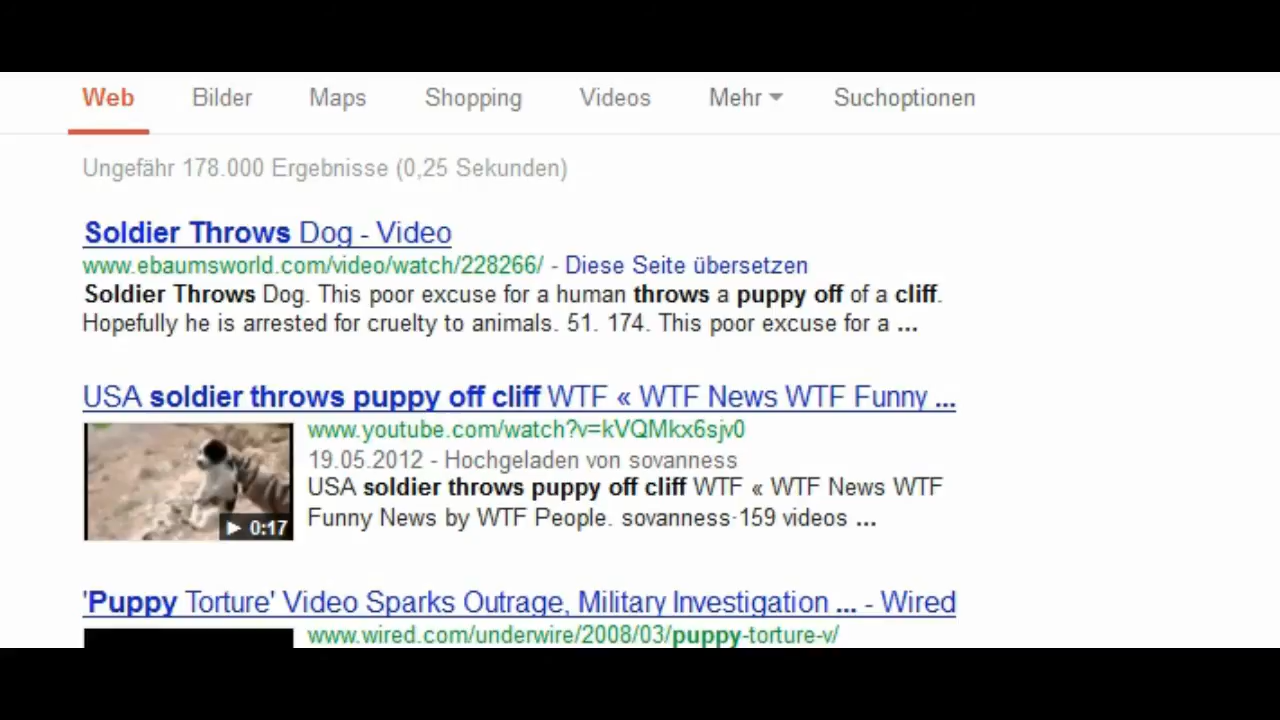 Web Bilder Maps Shopping Videos Mehr Suchoptionen
Ungefähr 178.000 Ergebnisse (0,25 Sekunden)
Soldier Throws Dog - Video
www.ebaumsworld.com/video/watch/228266/ - Diese Seite übersetzen
Soldier Throws Dog. This poor excuse for a human throws a puppy off of a cliff.
Hopefully he is arrested for cruelty to animals. 51. 174. This poor excuse for a ...
USA soldier throws puppy off cliff WTF « WTF News WTF Funny ...
www.youtube.com/watch?v=kVQMkx6sjv0
19.05.2012 - Hochgeladen von sovanness
USA soldier throws puppy off cliff WTF « WTF News WTF
Funny News by WTF People. sovanness·159 videos ...
0:17
'Puppy Torture' Video Sparks Outrage, Military Investigation ... - Wired
www.wired.com/underwire/2008/03/puppy-torture-v/